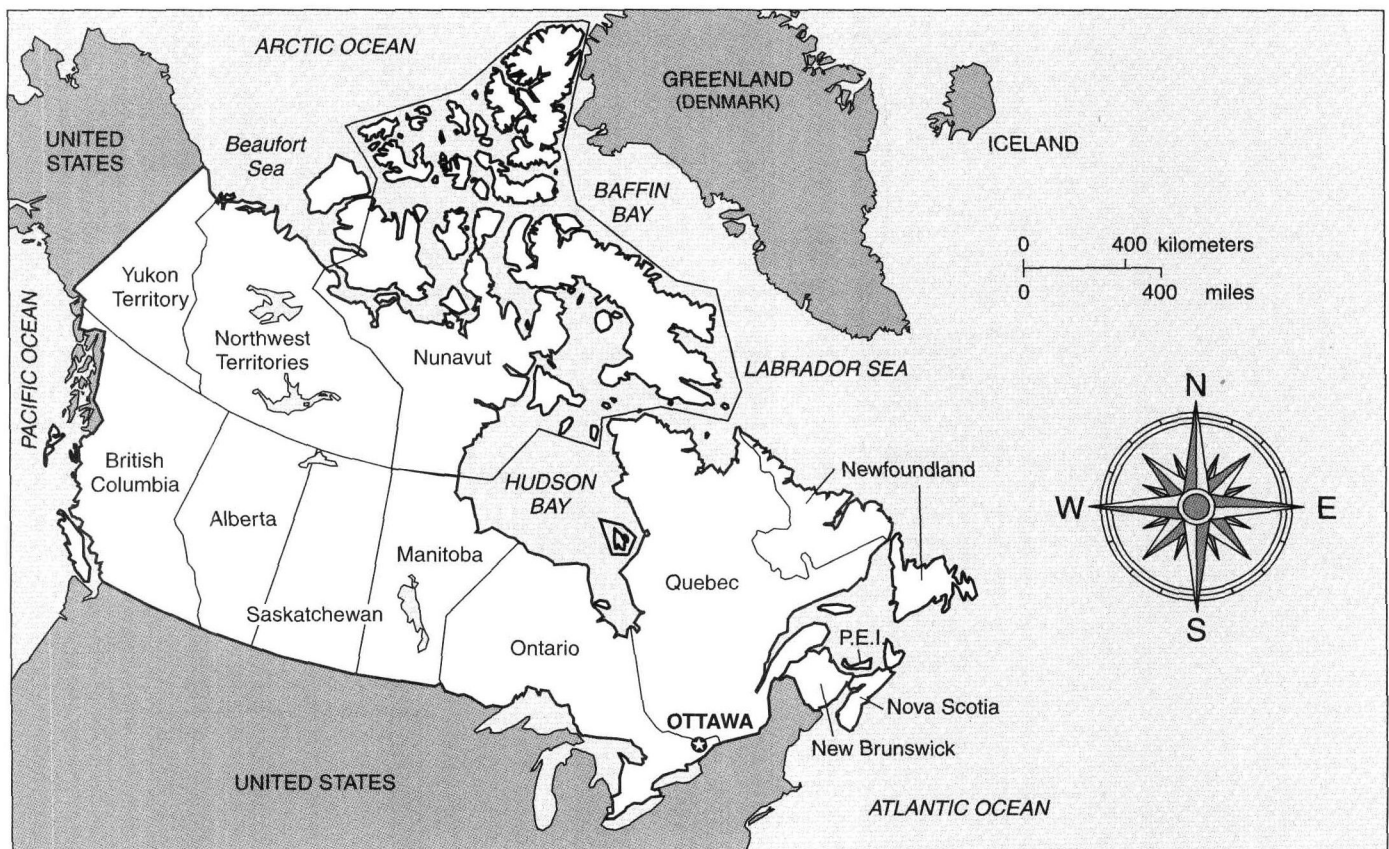 ARCTIC OCEAN
GREENLAND
(DENMARK)
UNITED
STATES
Beaufort
Sea
ICELAND
BAFFIN
BAY
0 400 kilometers
0 400 miles
Yukon
Territory
PACIFIC OCEAN
Northwest
Territories
Nunavut
LABRADOR SEA
N
W
E
S
British
Columbia
HUDSON
BAY
Newfoundland
Alberta
Manitoba
Quebec
Saskatchewan
Ontario
P.E.I.
Nova Scotia
OTTAWA
New Brunswick
UNITED STATES
ATLANTIC OCEAN